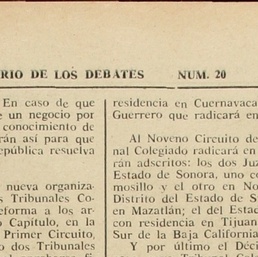 RIO DE LOS DEBATES NUM. 20
En caso de que
e un negocio por
conocimiento de
rán así para que
epública resuelva
nueva organiza-
s Tribunales Co-
eforma a los ar-
o Capítulo, en la
Primer Circuito,
o dos Tribunales
residencia en Cuernavaca
Guerrero que radicará en
Al Noveno Circuito de
nal Colegiado radicará en
rán adscritos: los dos Juz
Estado de Sonora, uno co
mosillo y el otro en No
Distrito del Estado de S
en Mazatlán; el del Estad
con residencia en Tijuan
Sur de la Baja California
Y por último el Déci